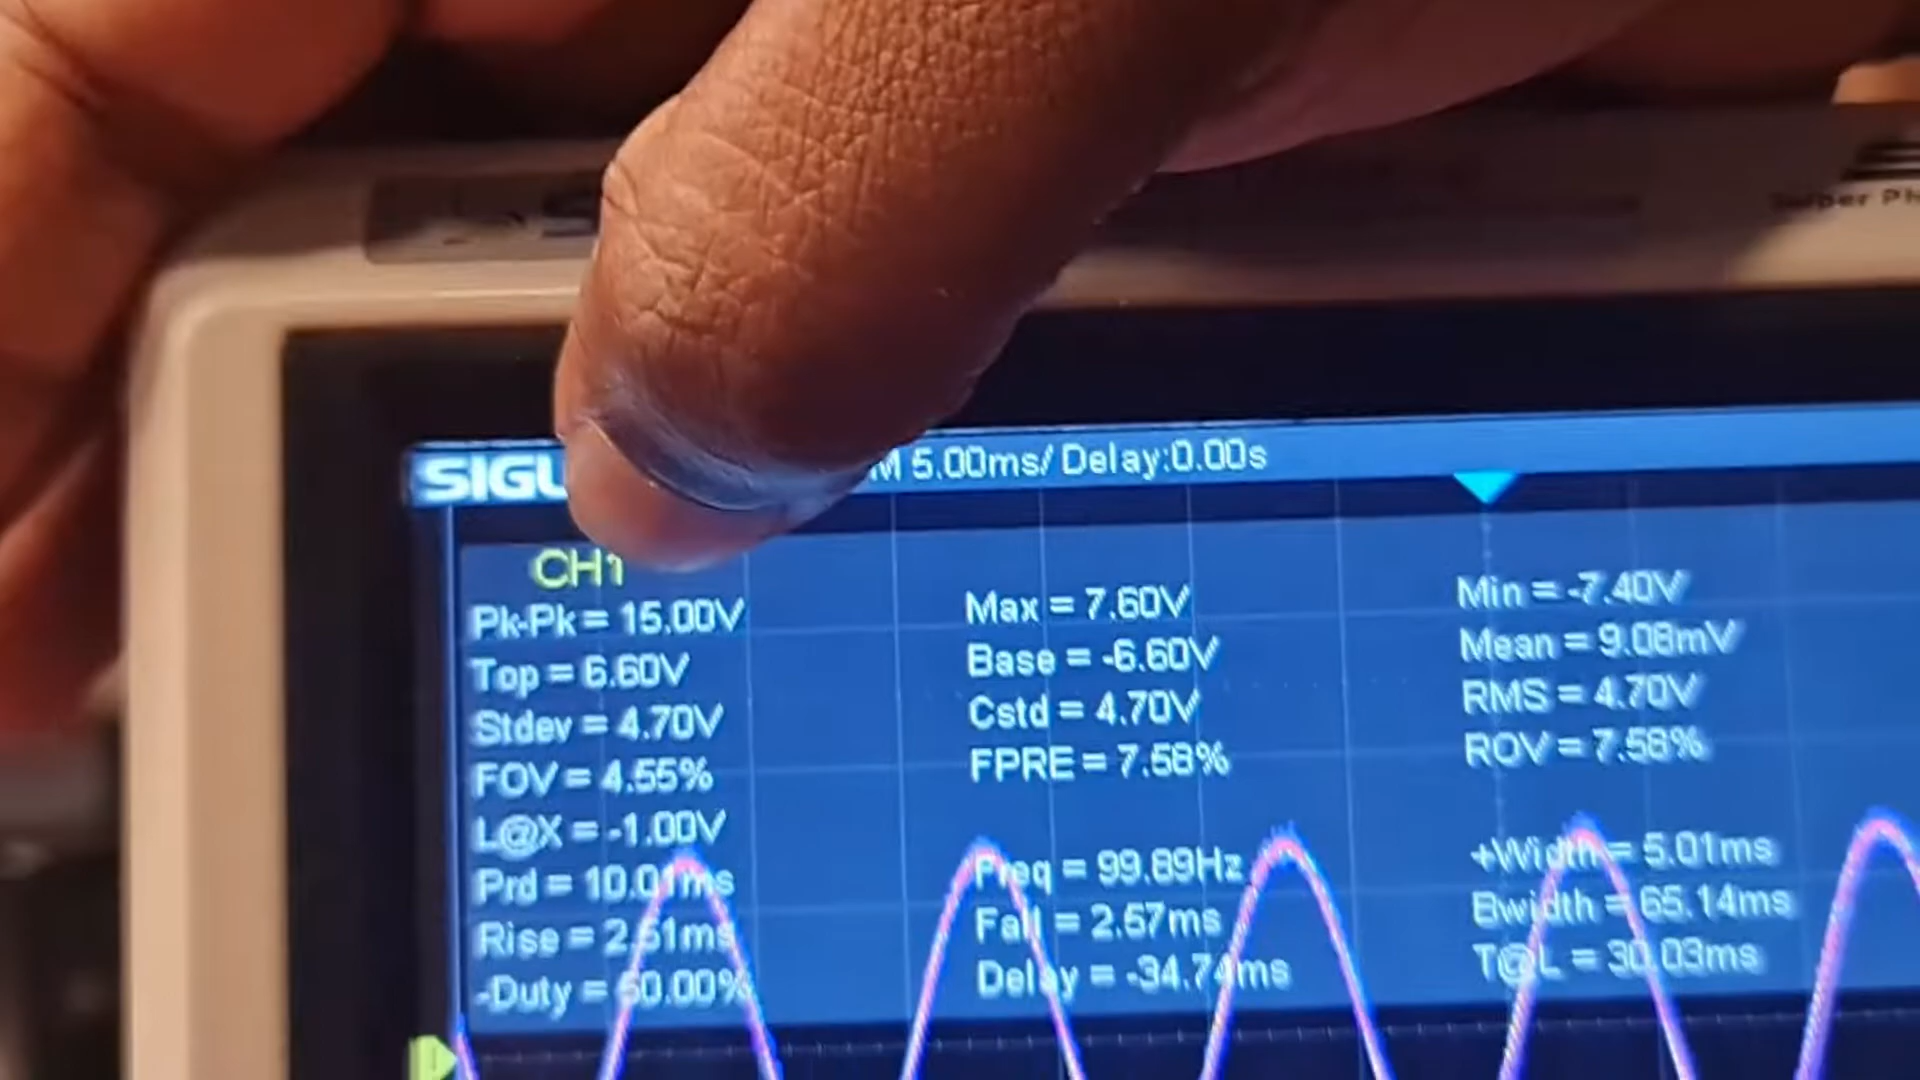 Super Ph
SIGL
M 5.00ms/ Delay:0.00s
CH1
Pk-Pk = 15.00V Max = 7.60V Min = -7.40V
Top = 6.60V Base = -6.60V Mean = 9.08mV
Stdev = 4.70V Cstd = 4.70V RMS = 4.70V
FOV = 4.55% FPRE = 7.58% ROV = 7.58%
L@X = -1.00V
Prd = 10.01ms Freq = 99.89Hz +Width = 5.01ms
Rise = 2.51ms Fall = 2.57ms Bwidth = 65.14ms
-Duty = 50.00% Delay = -34.74ms T@L = 30.03ms